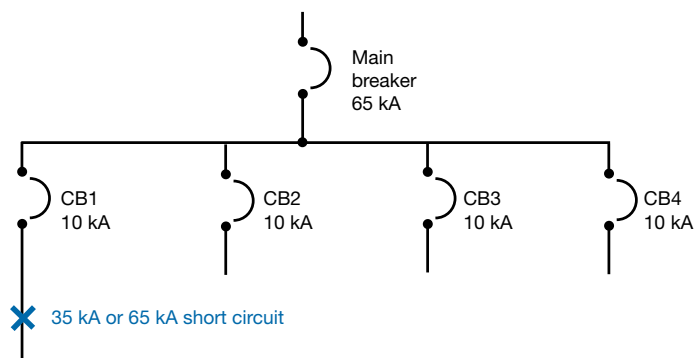 Main
breaker
65 kA
CB1
10 kA
CB2
10 kA
CB3
10 kA
CB4
10 kA
35 kA or 65 kA short circuit